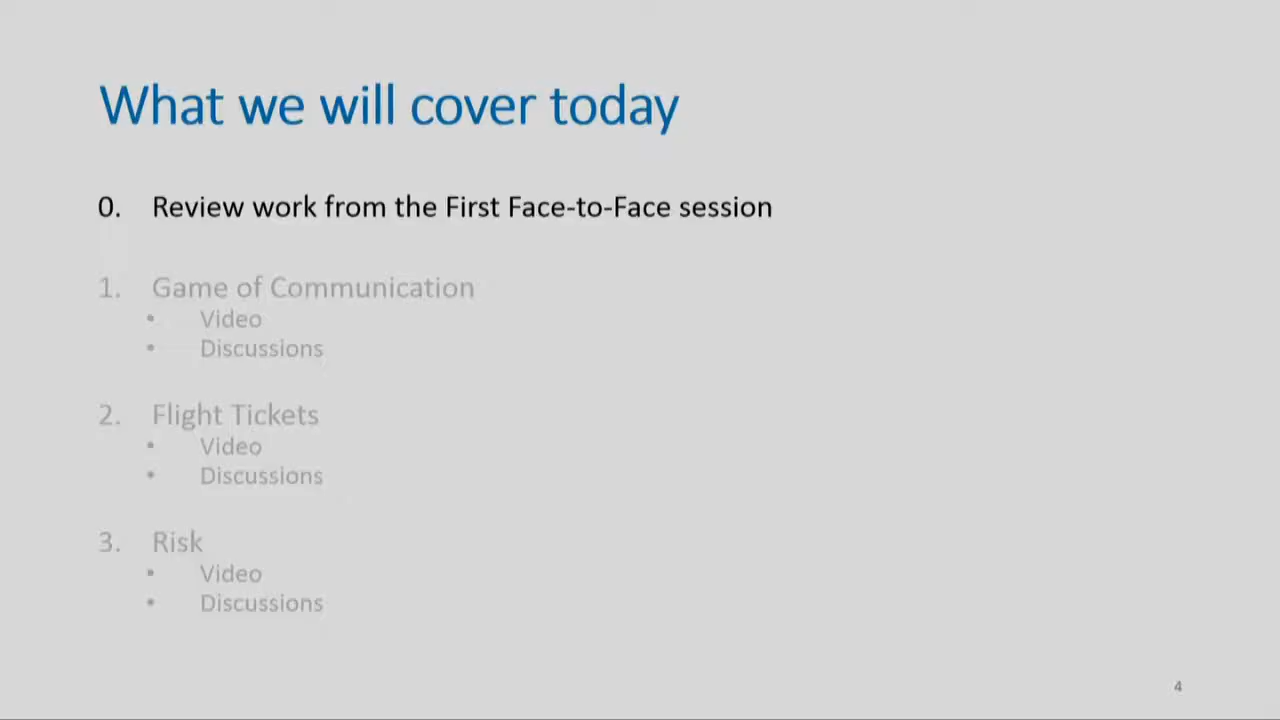 What we will cover today
0. Review work from the First Face-to-Face session
1. Game of Communication
• Video
• Discussions
2. Flight Tickets
• Video
• Discussions
3. Risk
• Video
• Discussions
4